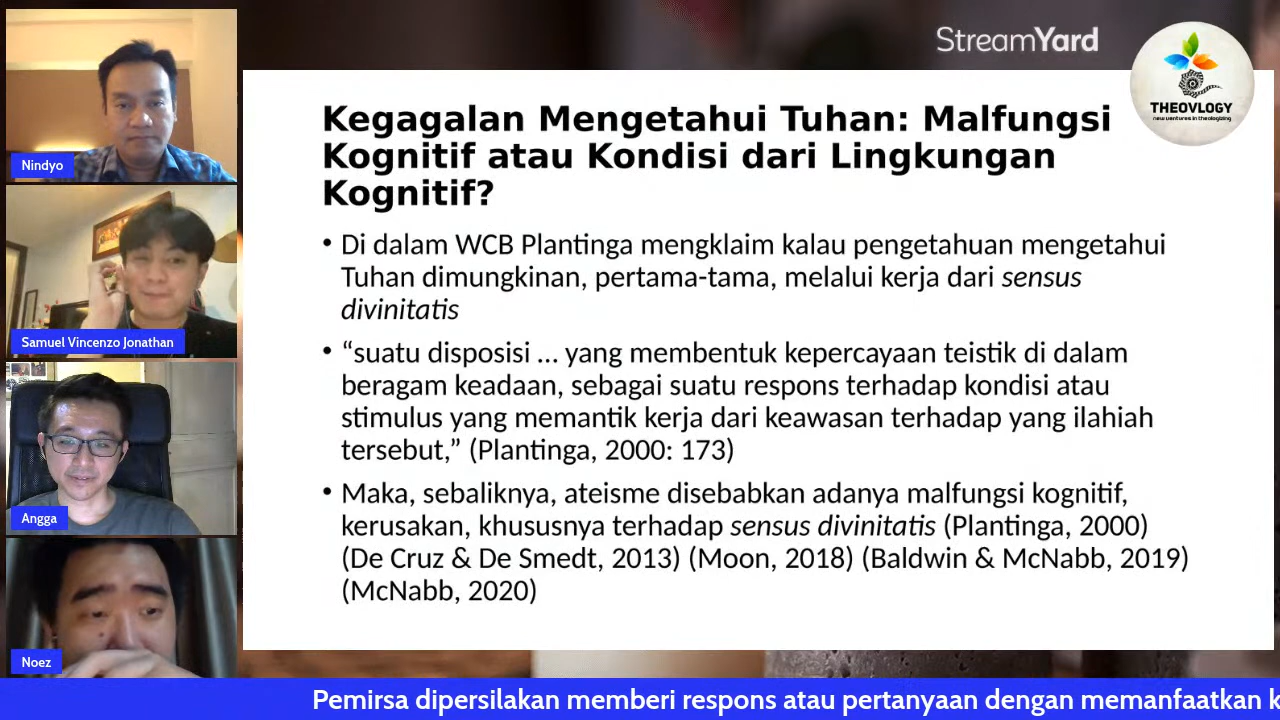 StreamYard
THEOVLOGY
new ventures in theologizing
Nindyo
Samuel Vincenzo Jonathan
Angga
Noez
Kegagalan Mengetahui Tuhan: Malfungsi
Kognitif atau Kondisi dari Lingkungan
Kognitif?
• Di dalam WCB Plantinga mengklaim kalau pengetahuan mengetahui
Tuhan dimungkinan, pertama-tama, melalui kerja dari sensus
divinitatis
• “suatu disposisi ... yang membentuk kepercayaan teistik di dalam
beragam keadaan, sebagai suatu respons terhadap kondisi atau
stimulus yang memantik kerja dari keawasan terhadap yang ilahiah
tersebut,” (Plantinga, 2000: 173)
• Maka, sebaliknya, ateisme disebabkan adanya malfungsi kognitif,
kerusakan, khususnya terhadap sensus divinitatis (Plantinga, 2000)
(De Cruz & De Smedt, 2013) (Moon, 2018) (Baldwin & McNabb, 2019)
(McNabb, 2020)
Pemirsa dipersilakan memberi respons atau pertanyaan dengan memanfaatkan k